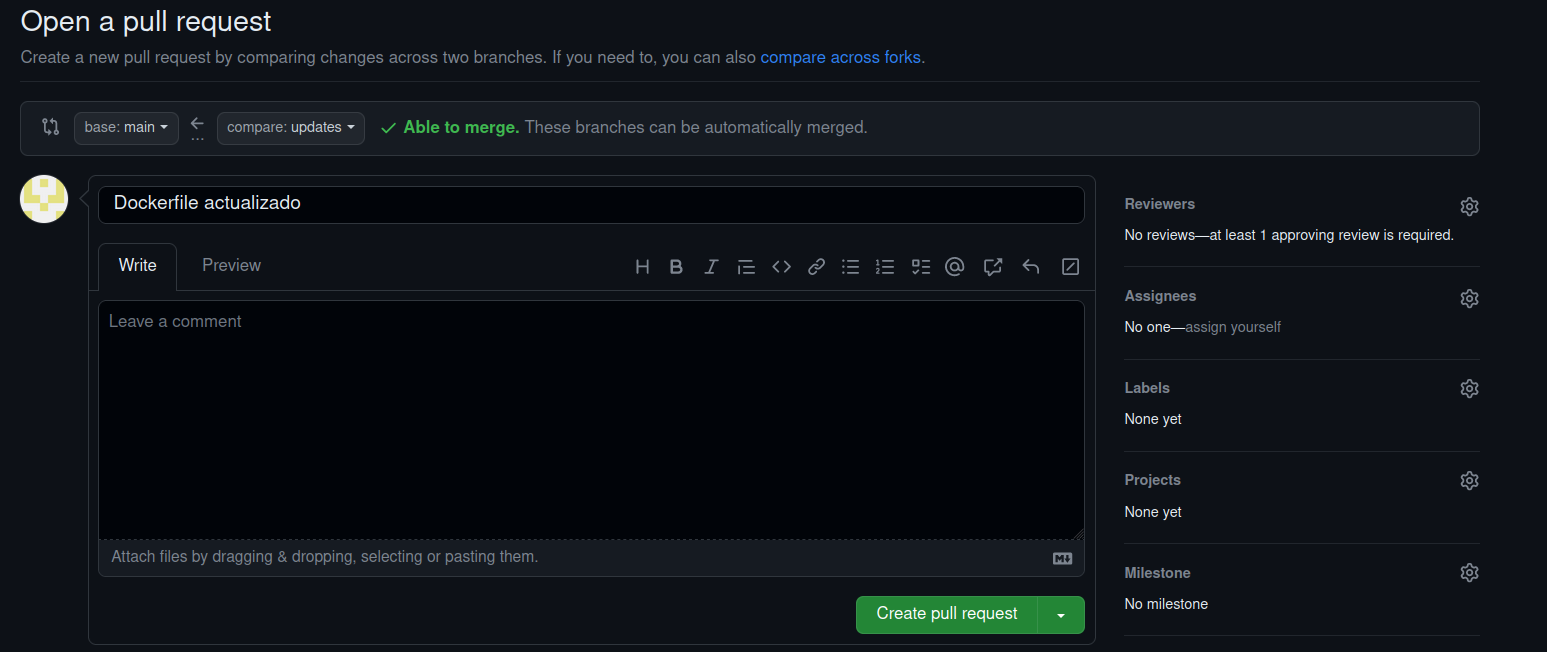 Open a pull request
Create a new pull request by comparing changes across two branches. If you need to, you can also compare across forks.
base: main
compare: updates
Able to merge. These branches can be automatically merged.
Dockerfile actualizado
Write
Preview
Leave a comment
Attach files by dragging & dropping, selecting or pasting them.
Create pull request
Reviewers
No reviews—at least 1 approving review is required.
Assignees
No one—assign yourself
Labels
None yet
Projects
None yet
Milestone
No milestone